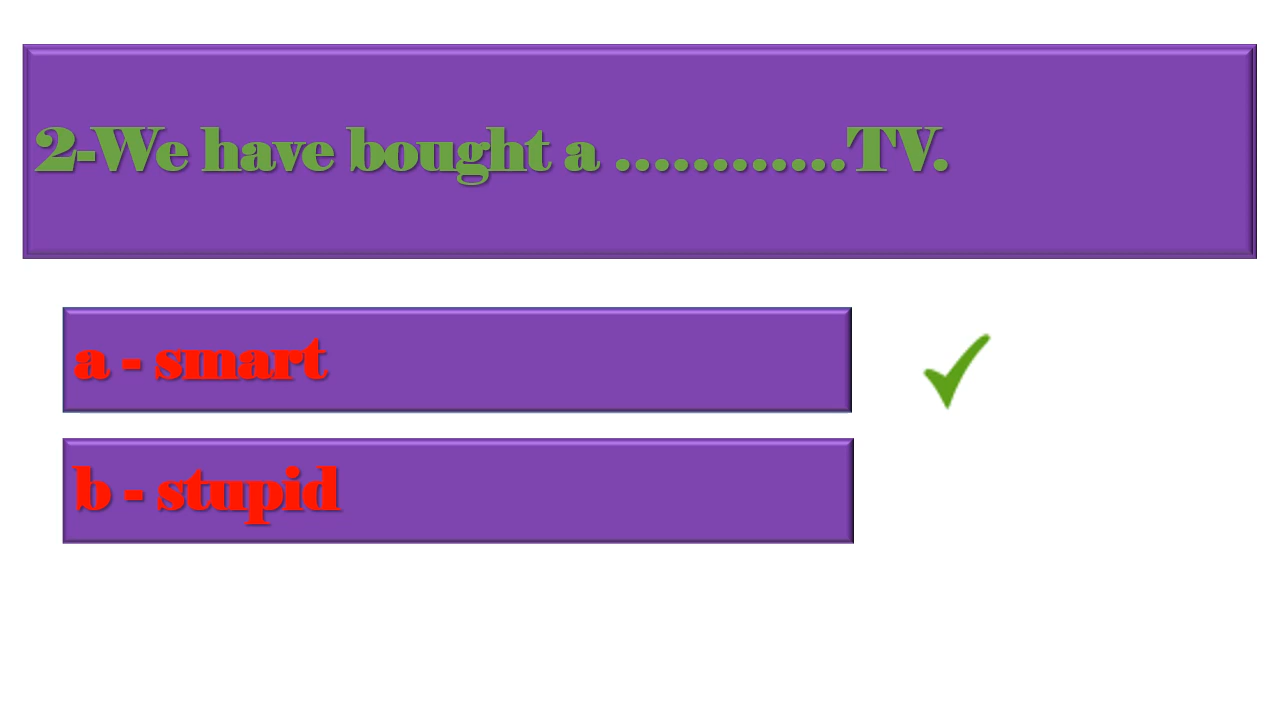 2-We have bought a ............TV.
a - smart
b - stupid